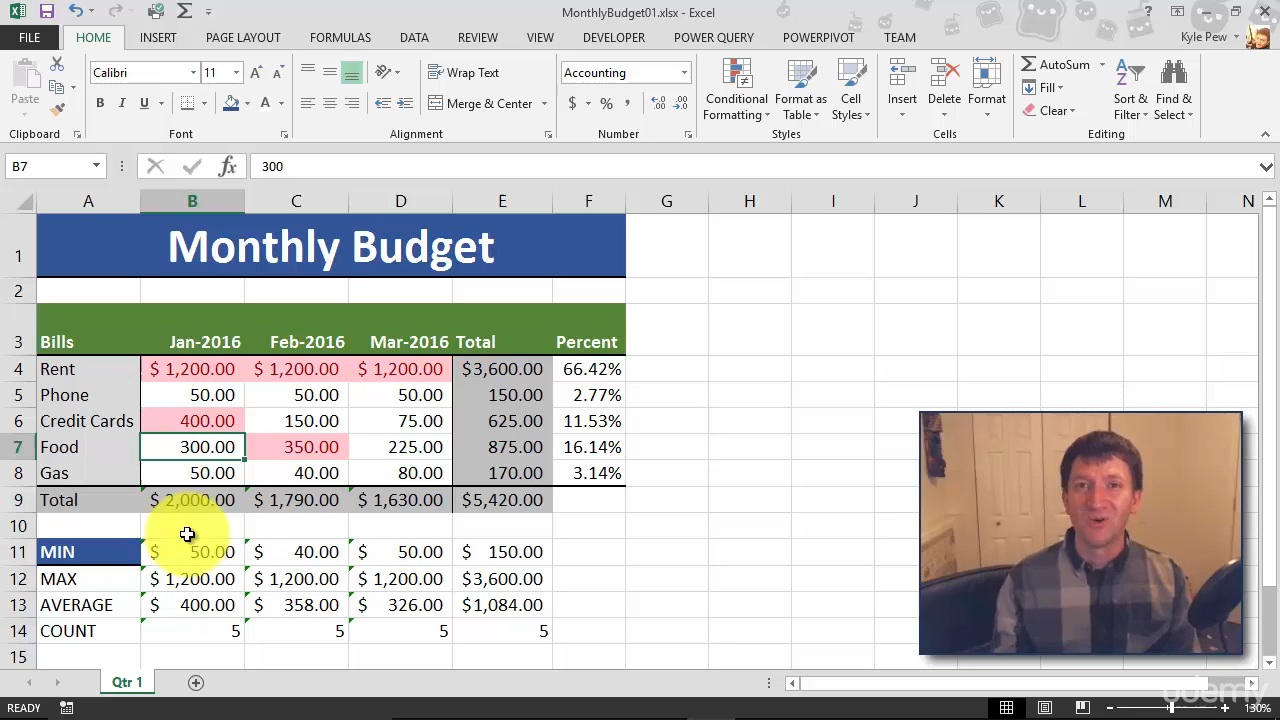 MonthlyBudget01.xlsx - Excel
FILE HOME INSERT PAGE LAYOUT FORMULAS DATA REVIEW VIEW DEVELOPER POWER QUERY POWERPIVOT TEAM Kyle Pew
Paste
Calibri 11
B I U
Wrap Text
Merge & Center
Accounting
$ % ,
Conditional Formatting
Format as Table
Cell Styles
Insert Delete Format
AutoSum
Fill
Clear
Sort & Filter
Find & Select
Clipboard Font Alignment Number Styles Cells Editing
B7 fx 300
A B C D E F G H I J K L M N
1 Monthly Budget
2
3 Bills Jan-2016 Feb-2016 Mar-2016 Total Percent
4 Rent $ 1,200.00 $ 1,200.00 $ 1,200.00 $3,600.00 66.42%
5 Phone 50.00 50.00 50.00 150.00 2.77%
6 Credit Cards 400.00 150.00 75.00 625.00 11.53%
7 Food 300.00 350.00 225.00 875.00 16.14%
8 Gas 50.00 40.00 80.00 170.00 3.14%
9 Total $ 2,000.00 $ 1,790.00 $ 1,630.00 $5,420.00
10
11 MIN $ 50.00 $ 40.00 $ 50.00 $ 150.00
12 MAX $ 1,200.00 $ 1,200.00 $ 1,200.00 $3,600.00
13 AVERAGE $ 400.00 $ 358.00 $ 326.00 $1,084.00
14 COUNT 5 5 5 5
15
Qtr 1
udemy
READY 130%